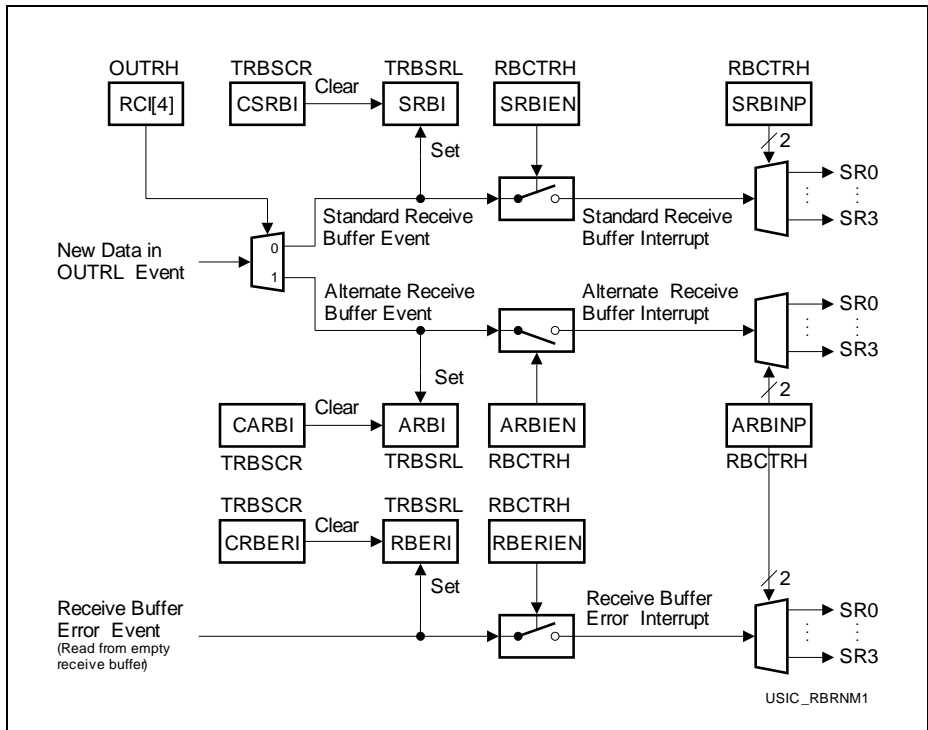 OUTRH TRBSCR TRBSRL RBCTRH RBCTRH
RCI[4] CSRBI Clear SRBI SRBIEN SRBINP
Set
2
SR0
SR3
Standard Receive
Buffer Event
Standard Receive
Buffer Interrupt
New Data in
OUTRL Event
0
1
Alternate Receive
Buffer Event
Alternate Receive
Buffer Interrupt
SR0
SR3
Set
2
CARBI Clear ARBI ARBIEN ARBINP
TRBSCR TRBSRL RBCTRH RBCTRH
TRBSCR TRBSRL RBCTRH
CRBERI Clear RBERI RBERIEN
Set
2
Receive Buffer
Error Event
(Read from empty
receive buffer)
Receive Buffer
Error Interrupt
SR0
SR3
USIC_RBRNM1